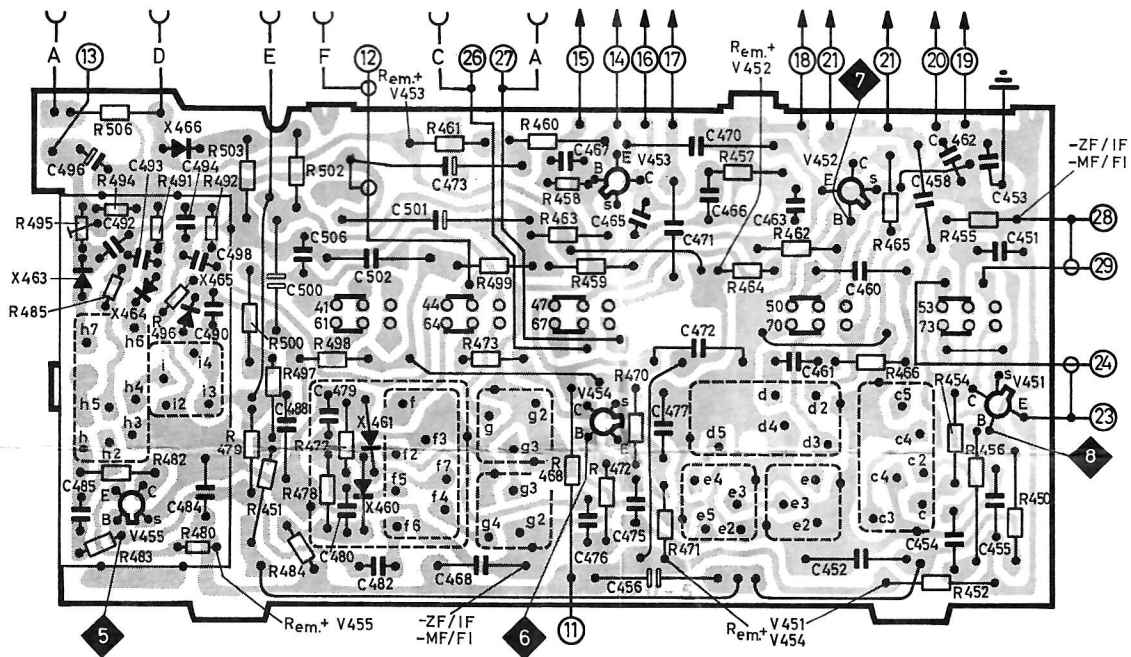 A 13 D E F 12 C 26 27 A 15 14 16 17 18 21 21 20 19
Rem.+
V453
Rem.+
V452
7
R506 X466 R503 R502 R461 R460 C467 E V453 C470 R457 V452 C C462
C496 C493 C494 R494 R491 R492 C473 B C R458 s E s C458 C453
-ZF/IF
-MF/FI
R495 C492 C501 R463 C465 C466 C463 B R465 R455 28
X463 C498 C506 C502 R499 R459 C471 R462 C451
R485 X464 X465 C500 R464 C460 29
41 44 47 50 53
61 64 67 70 73
R496 C490 R500 R498 R473 C472
h7 h6 i4 R497 C479 R470 C461 R466 24
i i2 i3 C488 f g g2 V454 s C477 d d2 c5 R454 s V451
h5 h4 X461 C E
h h3 R479 R472 f3 B E d4 c4 C B 23
h2 f2 g3 d5 d3 c2 R456
R482 R478 f5 f7 R468 R472 e4 e3 e3 c4 8
C485 E C C484 R451 X460 f4 g3 C475 e5 e2 e2 c3 c R450
B s f6 g4 g2 C476 R471 C454 C455
V455 R480 R484 C480
R483 C482 C468 C456 C452 R452
5
Rem.+ V455
-ZF/IF
-MF/FI
6
11
Rem.+ V451
V454